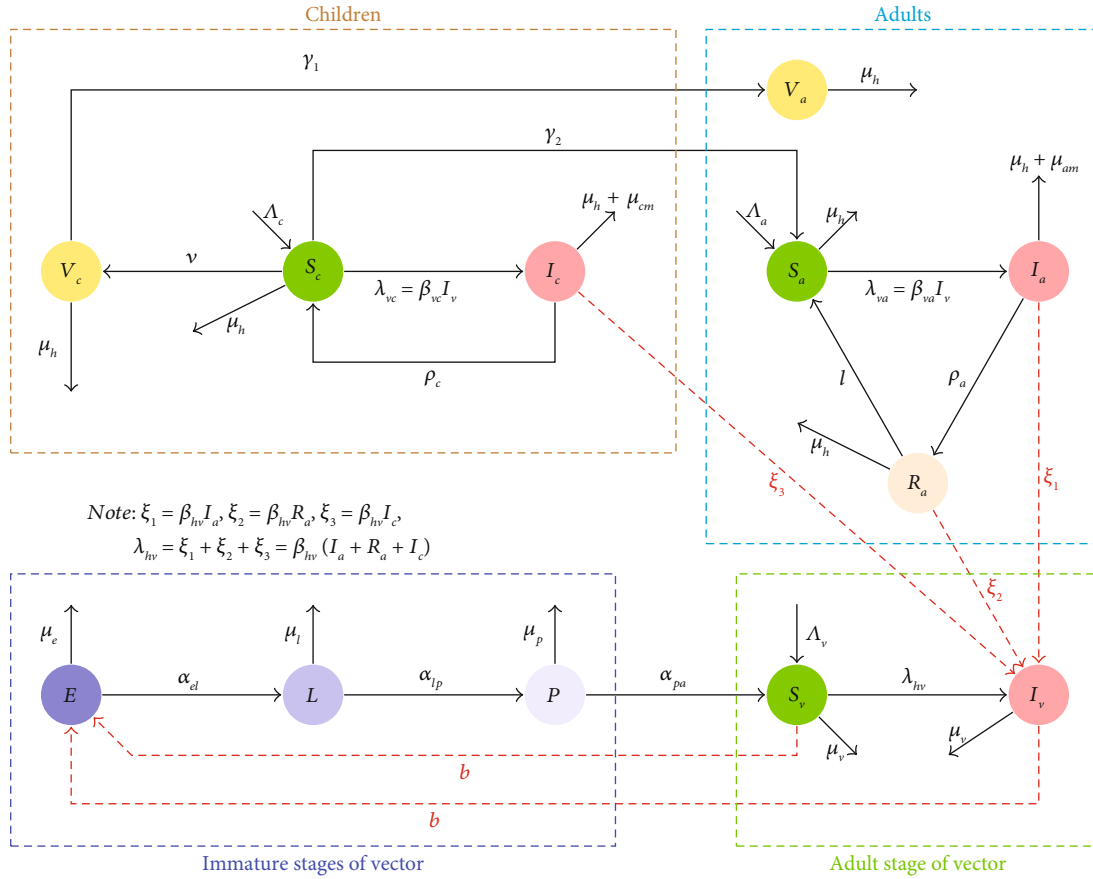 Children
Adults
γ₁
V_a
μ_h
γ₂
μ_h + μ_am
μ_h + μ_cm
Λ_c
Λ_a
μ_h
V_c
ν
S_c
I_c
S_a
I_a
λ_vc = β_vc I_v
λ_va = β_va I_v
μ_h
μ_h
ρ_c
l
ρ_a
μ_h
R_a
ξ₃
ξ₁
Note: ξ₁ = β_hv I_a, ξ₂ = β_hv R_a, ξ₃ = β_hv I_c,
λ_hv = ξ₁ + ξ₂ + ξ₃ = β_hv (I_a + R_a + I_c)
ξ₂
μ_e
μ_l
μ_p
Λ_v
E
α_el
L
α_lp
P
α_pa
S_v
λ_hv
I_v
μ_v
μ_v
b
b
Immature stages of vector
Adult stage of vector